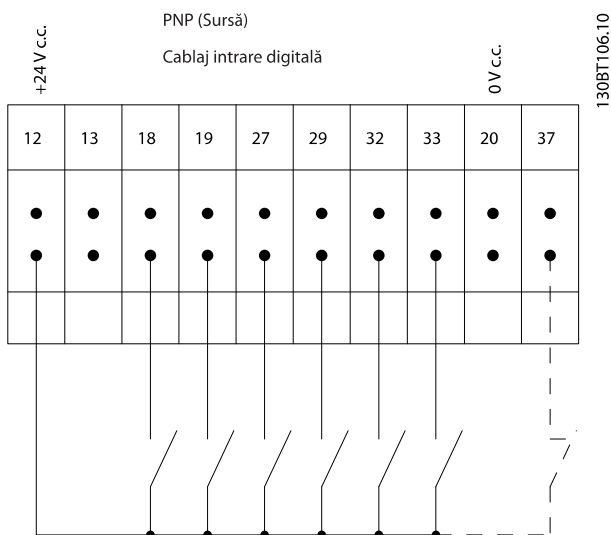 PNP (Sursă)
Cablaj intrare digitală
+24 V c.c.
0 V c.c.
130BT106.10
12 13 18 19 27 29 32 33 20 37